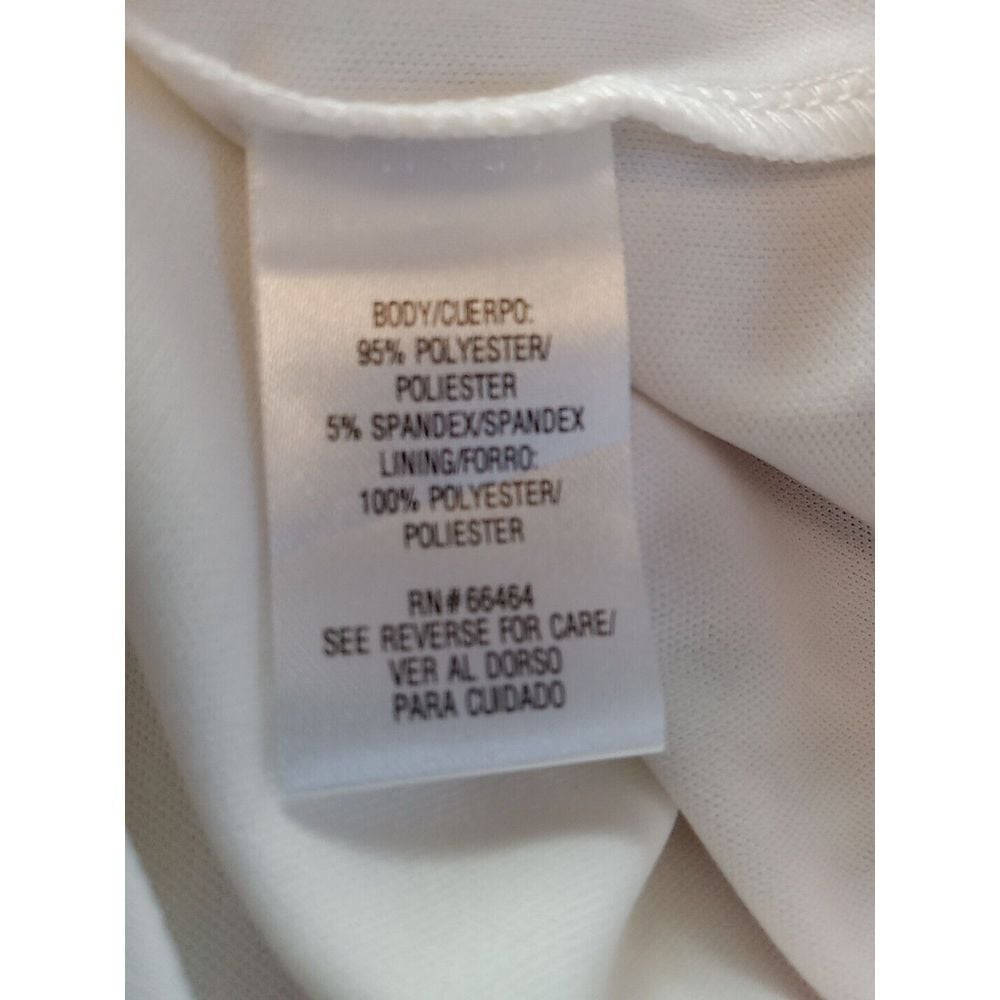 BODY/CUERPO:
95% POLYESTER/
POLIESTER
5% SPANDEX/SPANDEX
LINING/FORRO:
100% POLYESTER/
POLIESTER
RN# 66464
SEE REVERSE FOR CARE/
VER AL DORSO
PARA CUIDADO